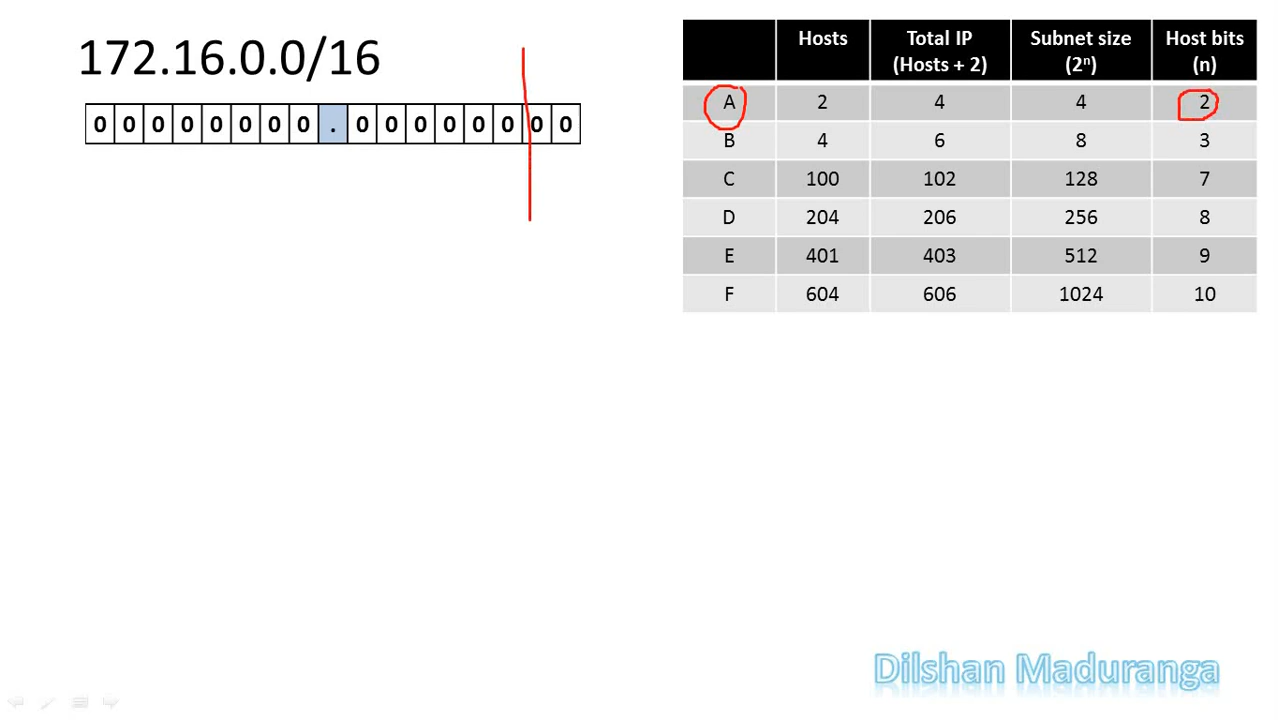 172.16.0.0/16
0 0 0 0 0 0 0 0 . 0 0 0 0 0 0 0 0
Hosts Total IP (Hosts + 2) Subnet size (2ⁿ) Host bits (n)
A 2 4 4 2
B 4 6 8 3
C 100 102 128 7
D 204 206 256 8
E 401 403 512 9
F 604 606 1024 10
Dilshan Maduranga